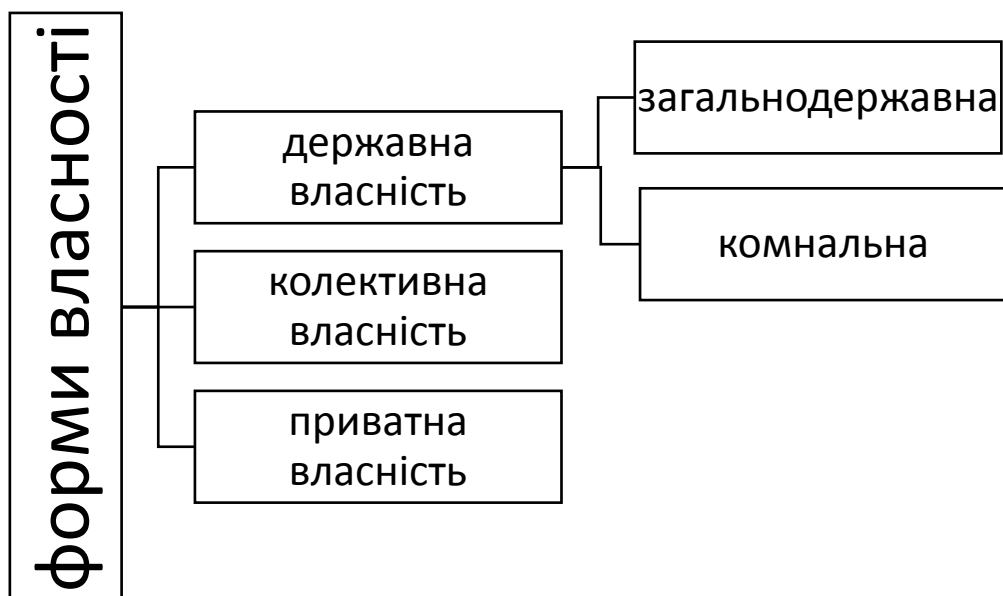 форми власності
державна
власність
загальнодержавна
комнальна
колективна
власність
приватна
власність